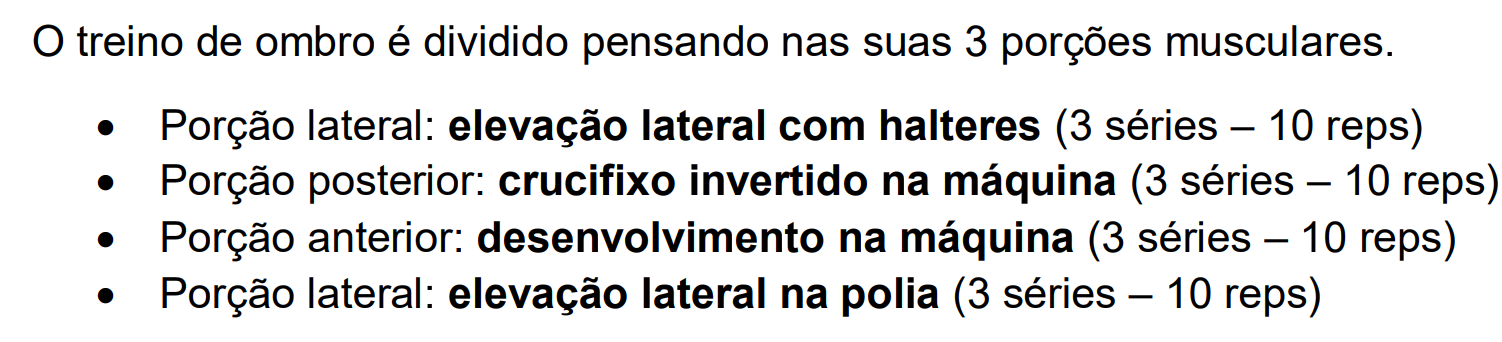 O treino de ombro é dividido pensando nas suas 3 porções musculares.
• Porção lateral: elevação lateral com halteres (3 séries – 10 reps)
• Porção posterior: crucifixo invertido na máquina (3 séries – 10 reps)
• Porção anterior: desenvolvimento na máquina (3 séries – 10 reps)
• Porção lateral: elevação lateral na polia (3 séries – 10 reps)